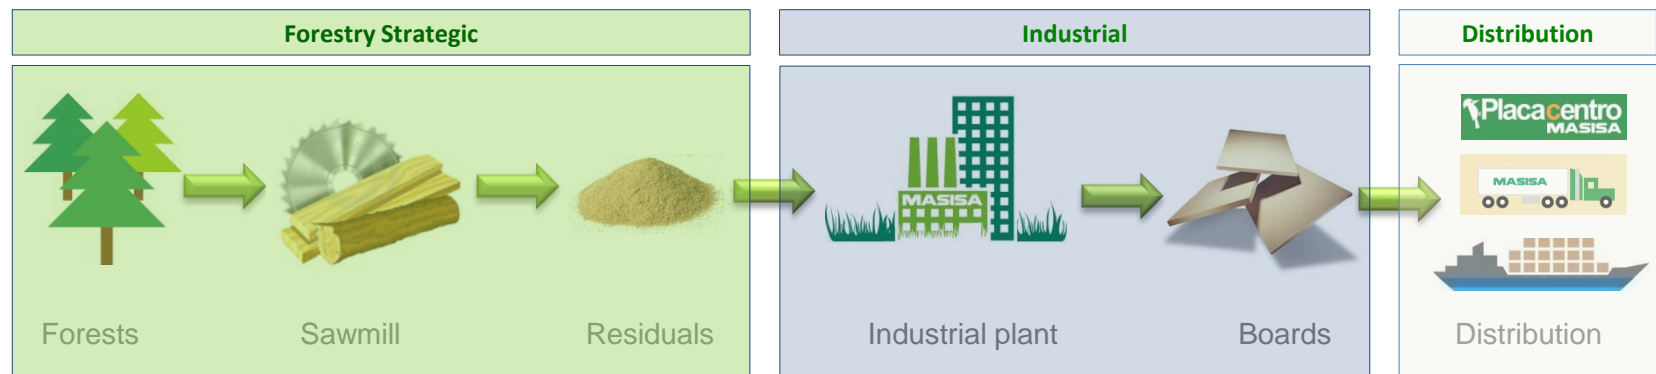 Forestry Strategic
Industrial
Distribution
Placacentro
MASISA
MASISA
MASISA
Forests
Sawmill
Residuals
Industrial plant
Boards
Distribution